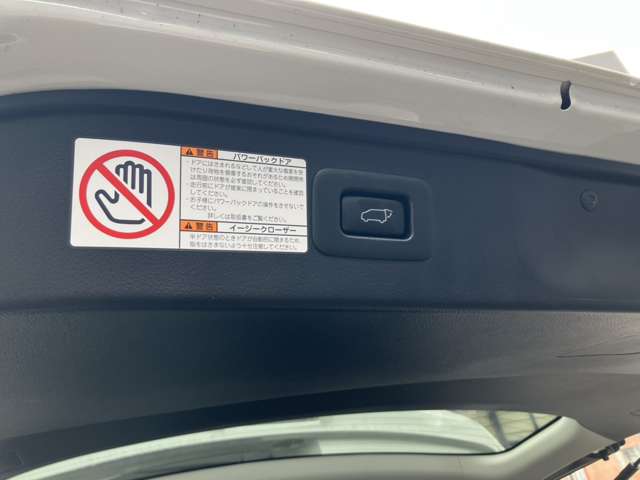 警告 パワーバックドア
・ドアにはさまれるなどして人が重大な傷害を受
けたり荷物を損傷するおそれがあるため開閉時
は周囲の状態を必ず確認してください。
・走行前にドアが確実に閉まっていることを確認
してください。
・お子様にパワーバックドアの操作をさせないで
ください。
詳しくは取扱書をご覧ください。
警告 イージークローザー
半ドア状態のときドアが自動的に閉まるため、
指をはさまないよう十分注意してください。